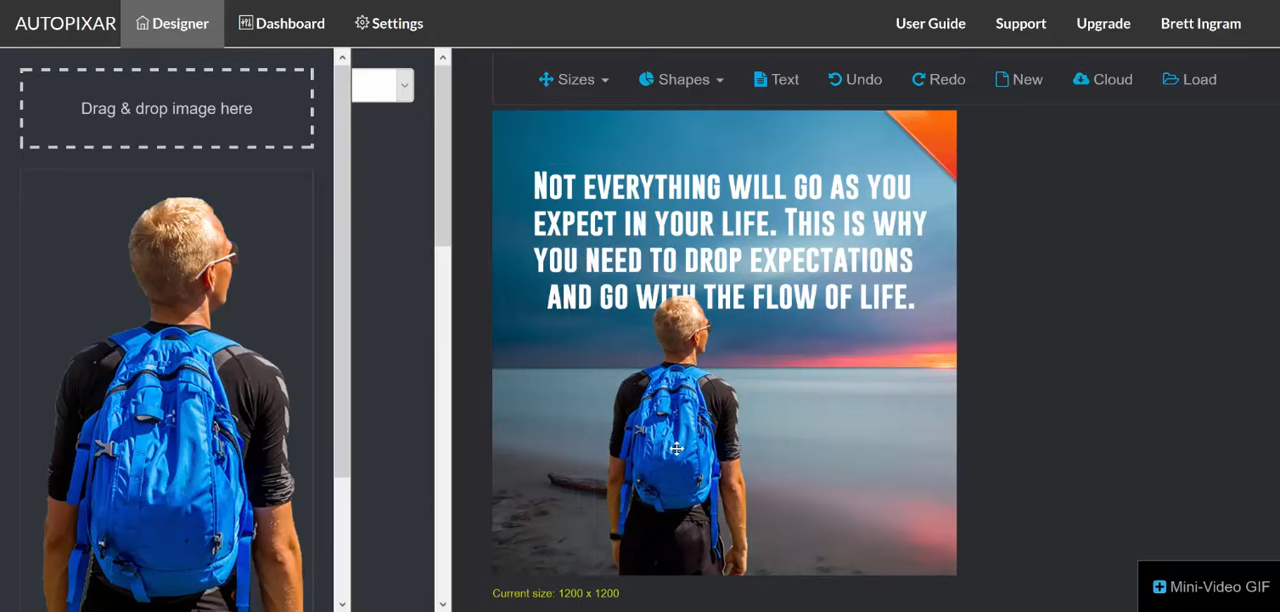 AUTOPIXAR Designer Dashboard Settings User Guide Support Upgrade Brett Ingram
Drag & drop image here
Sizes Shapes Text Undo Redo New Cloud Load
NOT EVERYTHING WILL GO AS YOU
EXPECT IN YOUR LIFE. THIS IS WHY
YOU NEED TO DROP EXPECTATIONS
AND GO WITH THE FLOW OF LIFE.
Current size: 1200 x 1200
Mini-Video GIF